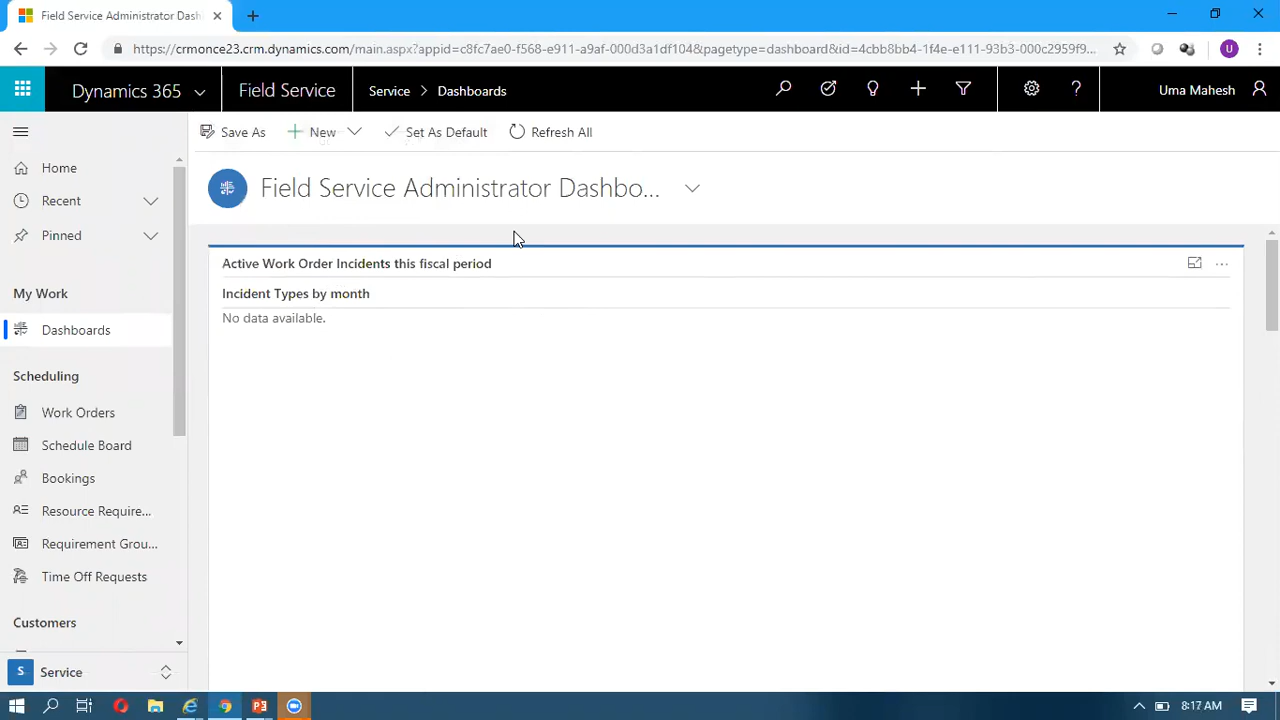 Field Service Administrator Dash
https://crmonce23.crm.dynamics.com/main.aspx?appid=c8fc7ae0-f568-e911-a9af-000d3a1df104&pagetype=dashboard&id=4cbb8bb4-1f4e-e111-93b3-000c2959f9...
U
Dynamics 365
Field Service
Service > Dashboards
?
Uma Mahesh
Save As
New
Set As Default
Refresh All
Home
Recent
Pinned
Field Service Administrator Dashbo...
Active Work Order Incidents this fiscal period
...
Incident Types by month
No data available.
My Work
Dashboards
Scheduling
Work Orders
Schedule Board
Bookings
Resource Require...
Requirement Grou...
Time Off Requests
Customers
S
Service
8:17 AM